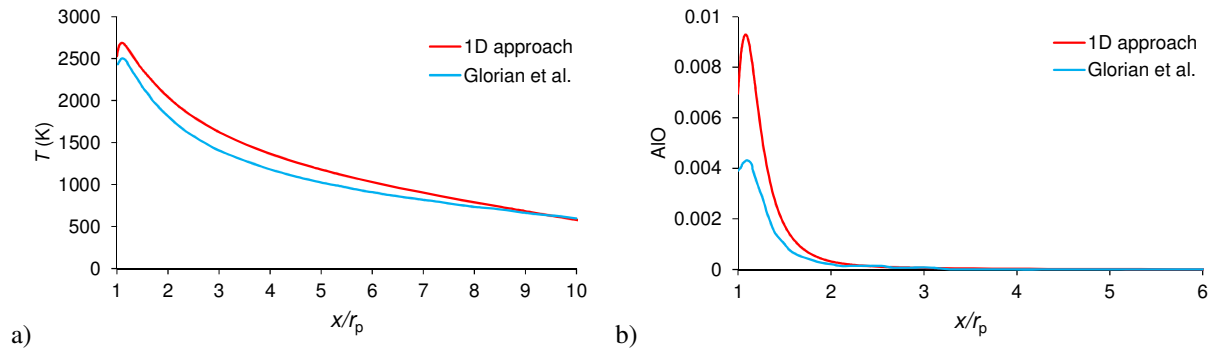 3000
2500
2000
1500
1000
500
0
T (K)
1 2 3 4 5 6 7 8 9 10
x/rp
1D approach
Glorian et al.
a)
0.01
0.008
0.006
0.004
0.002
0
AlO
1 2 3 4 5 6
x/rp
1D approach
Glorian et al.
b)